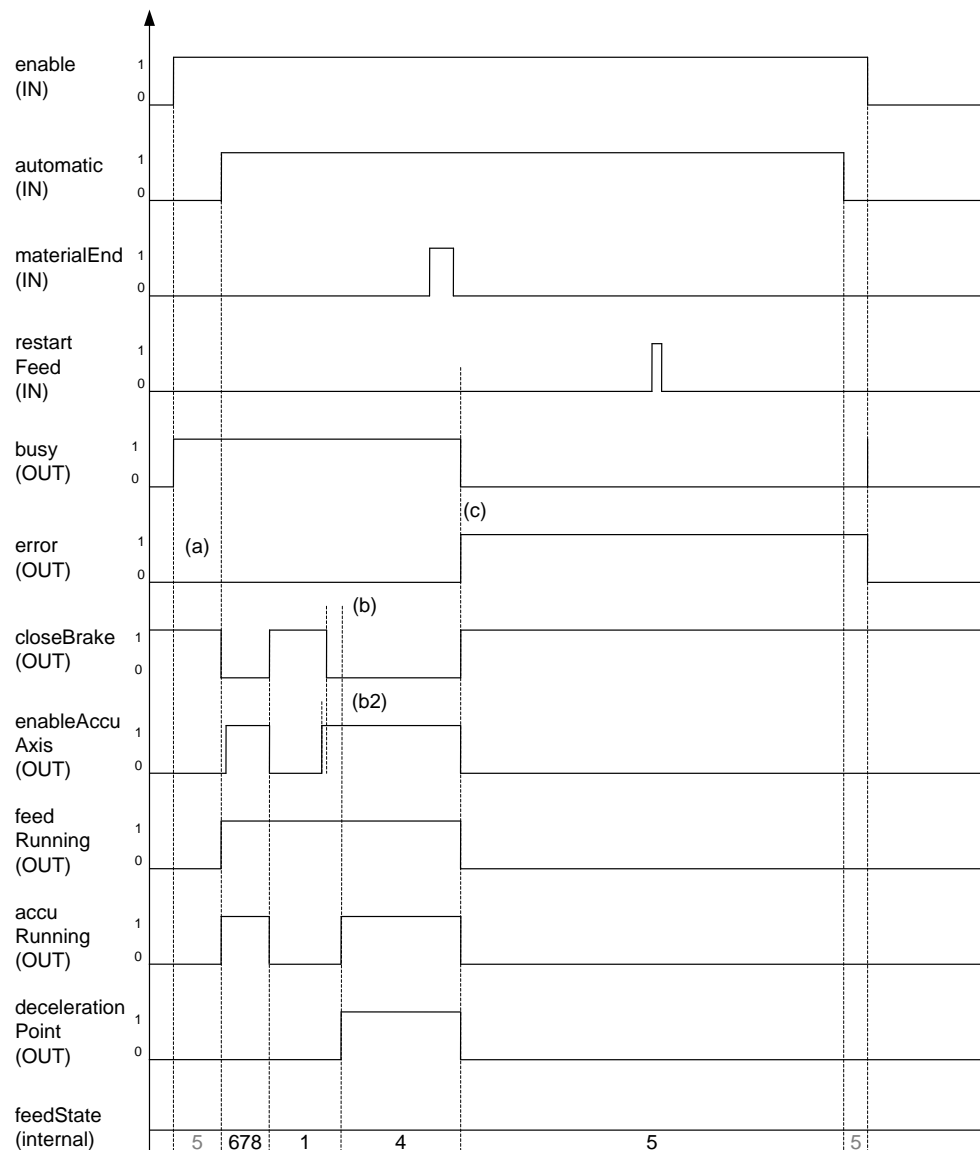 enable
(IN)
1
0
automatic
(IN)
1
0
materialEnd
(IN)
1
0
restart
Feed
(IN)
1
0
busy
(OUT)
1
0
(c)
error
(OUT)
1
0
(a)
(b)
closeBrake
(OUT)
1
0
(b2)
enableAccu
Axis
(OUT)
1
0
feed
Running
(OUT)
1
0
accu
Running
(OUT)
1
0
deceleration
Point
(OUT)
1
0
feedState
(internal)
5 678 1 4 5 5